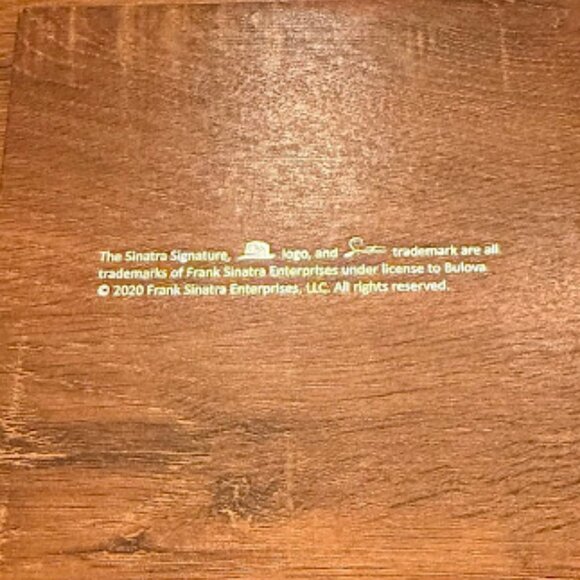 The Sinatra Signature, logo, and Sinatra trademark are all
trademarks of Frank Sinatra Enterprises under license to Bulova.
© 2020 Frank Sinatra Enterprises, LLC. All rights reserved.